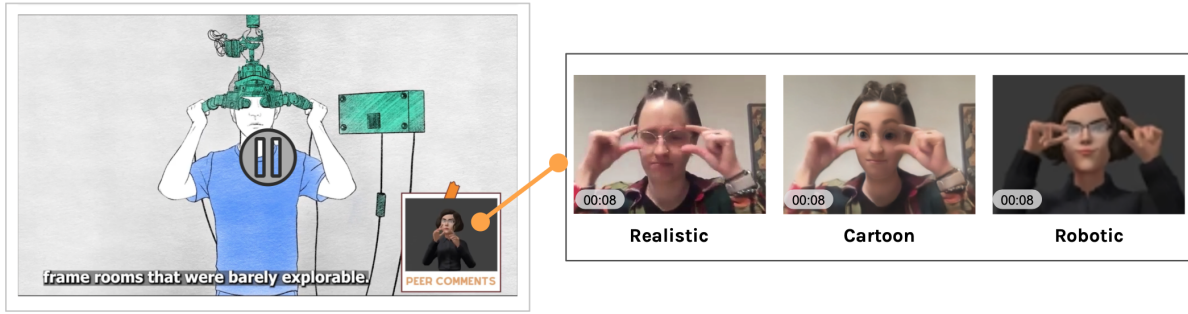 frame rooms that were barely explorable.
PEER COMMENTS
00:08
00:08
00:08
Realistic
Cartoon
Robotic